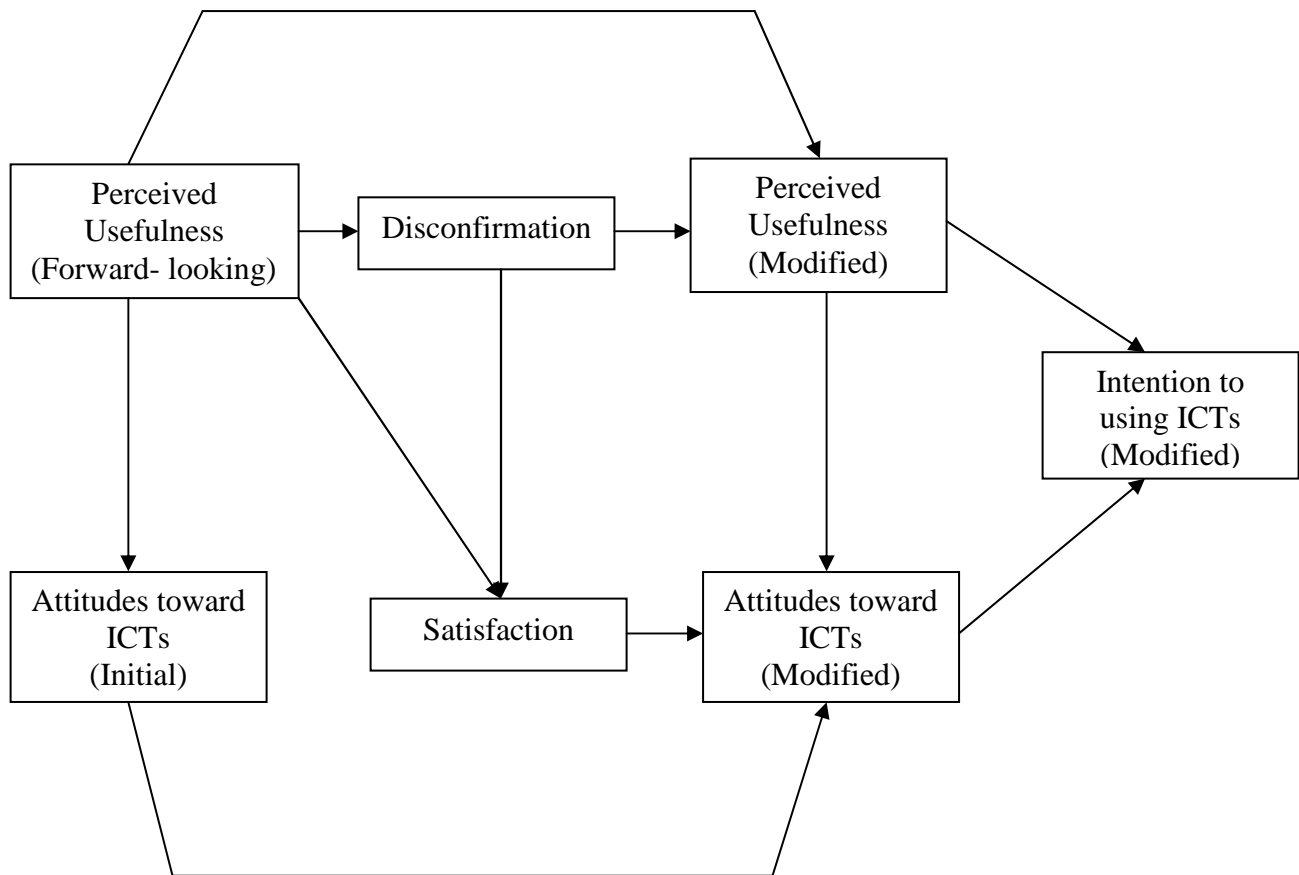 Perceived
Usefulness
(Forward- looking)
Disconfirmation
Perceived
Usefulness
(Modified)
Intention to
using ICTs
(Modified)
Attitudes toward
ICTs
(Initial)
Satisfaction
Attitudes toward
ICTs
(Modified)